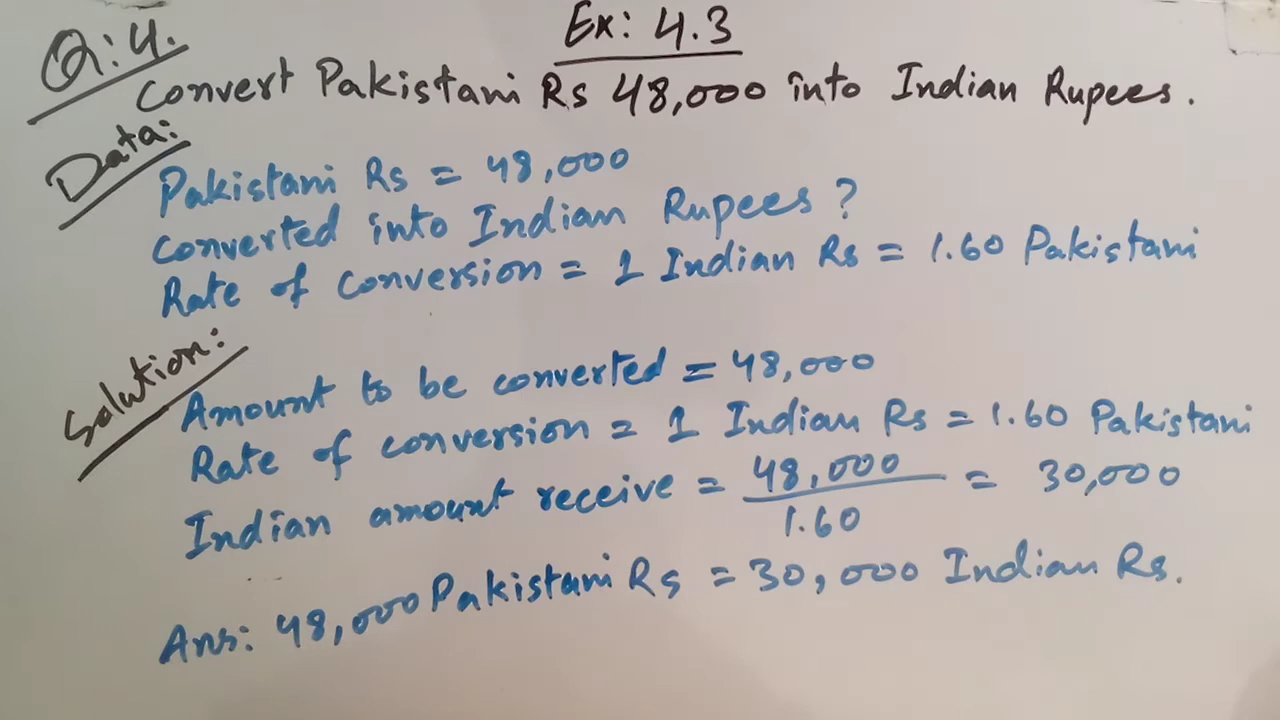 Ex: 4.3
Q:4.
Convert Pakistani Rs 48,000 into Indian Rupees.
Data:
Pakistani Rs = 48,000
Converted into Indian Rupees?
Rate of conversion = 1 Indian Rs = 1.60 Pakistani
Solution:
Amount to be converted = 48,000
Rate of conversion = 1 Indian Rs = 1.60 Pakistani
Indian amount receive = 48,000 = 30,000
1.60
Ans: 48,000 Pakistani Rs = 30,000 Indian Rs.